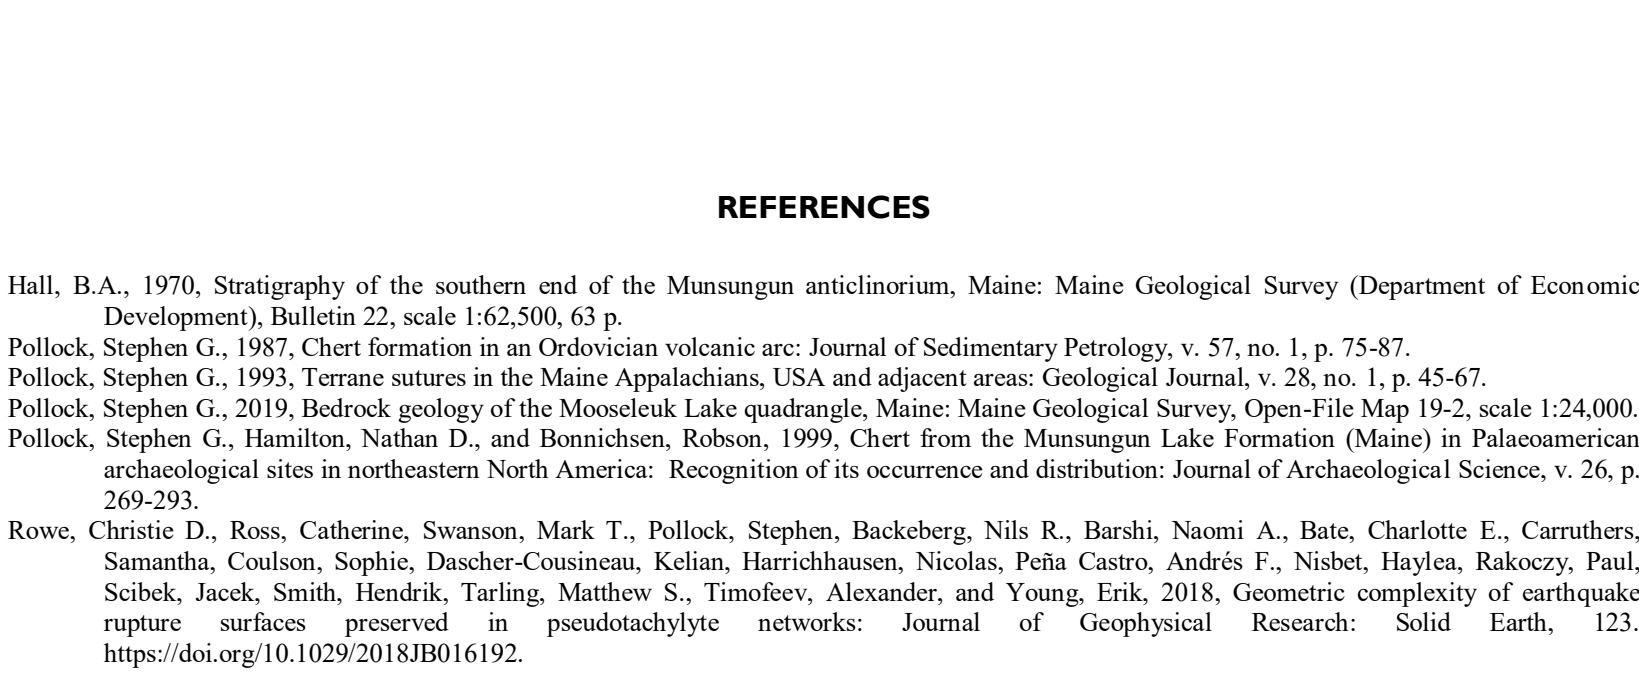 REFERENCES
Hall, B.A., 1970, Stratigraphy of the southern end of the Munsungun anticlinorium, Maine: Maine Geological Survey (Department of Economic
Development), Bulletin 22, scale 1:62,500, 63 p.
Pollock, Stephen G., 1987, Chert formation in an Ordovician volcanic arc: Journal of Sedimentary Petrology, v. 57, no. 1, p. 75-87.
Pollock, Stephen G., 1993, Terrane sutures in the Maine Appalachians, USA and adjacent areas: Geological Journal, v. 28, no. 1, p. 45-67.
Pollock, Stephen G., 2019, Bedrock geology of the Mooseleuk Lake quadrangle, Maine: Maine Geological Survey, Open-File Map 19-2, scale 1:24,000.
Pollock, Stephen G., Hamilton, Nathan D., and Bonnichsen, Robson, 1999, Chert from the Munsungun Lake Formation (Maine) in Palaeoamerican
archaeological sites in northeastern North America:  Recognition of its occurrence and distribution: Journal of Archaeological Science, v. 26, p.
269-293.
Rowe, Christie D., Ross, Catherine, Swanson, Mark T., Pollock, Stephen, Backeberg, Nils R., Barshi, Naomi A., Bate, Charlotte E., Carruthers,
Samantha, Coulson, Sophie, Dascher-Cousineau, Kelian, Harrichhausen, Nicolas, Peña Castro, Andrés F., Nisbet, Haylea, Rakoczy, Paul,
Scibek, Jacek, Smith, Hendrik, Tarling, Matthew S., Timofeev, Alexander, and Young, Erik, 2018, Geometric complexity of earthquake
rupture surfaces preserved in pseudotachylyte networks: Journal of Geophysical Research: Solid Earth, 123.
https://doi.org/10.1029/2018JB016192.